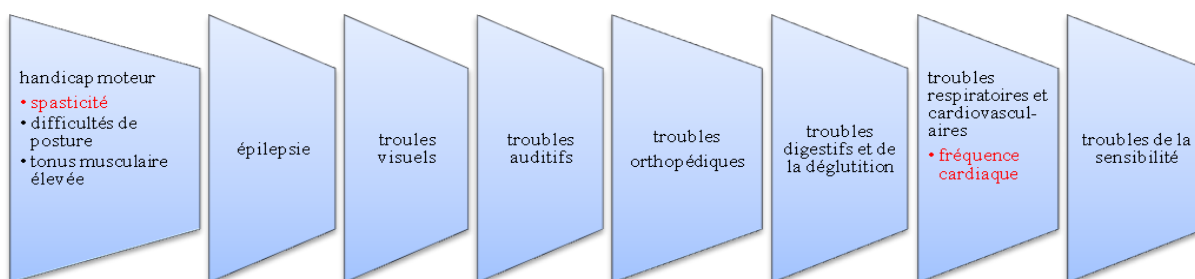 handicap moteur
• spasticité
• difficultés de
posture
• tonus musculaire
élevée
épilepsie
troules
visuels
troubles
auditifs
troubles
orthopédiques
troubles
digestifs et de
la déglutition
troubles
respiratoires et
cardiovascul-
aires
• fréquence
cardiaque
troubles de la
sensibilité